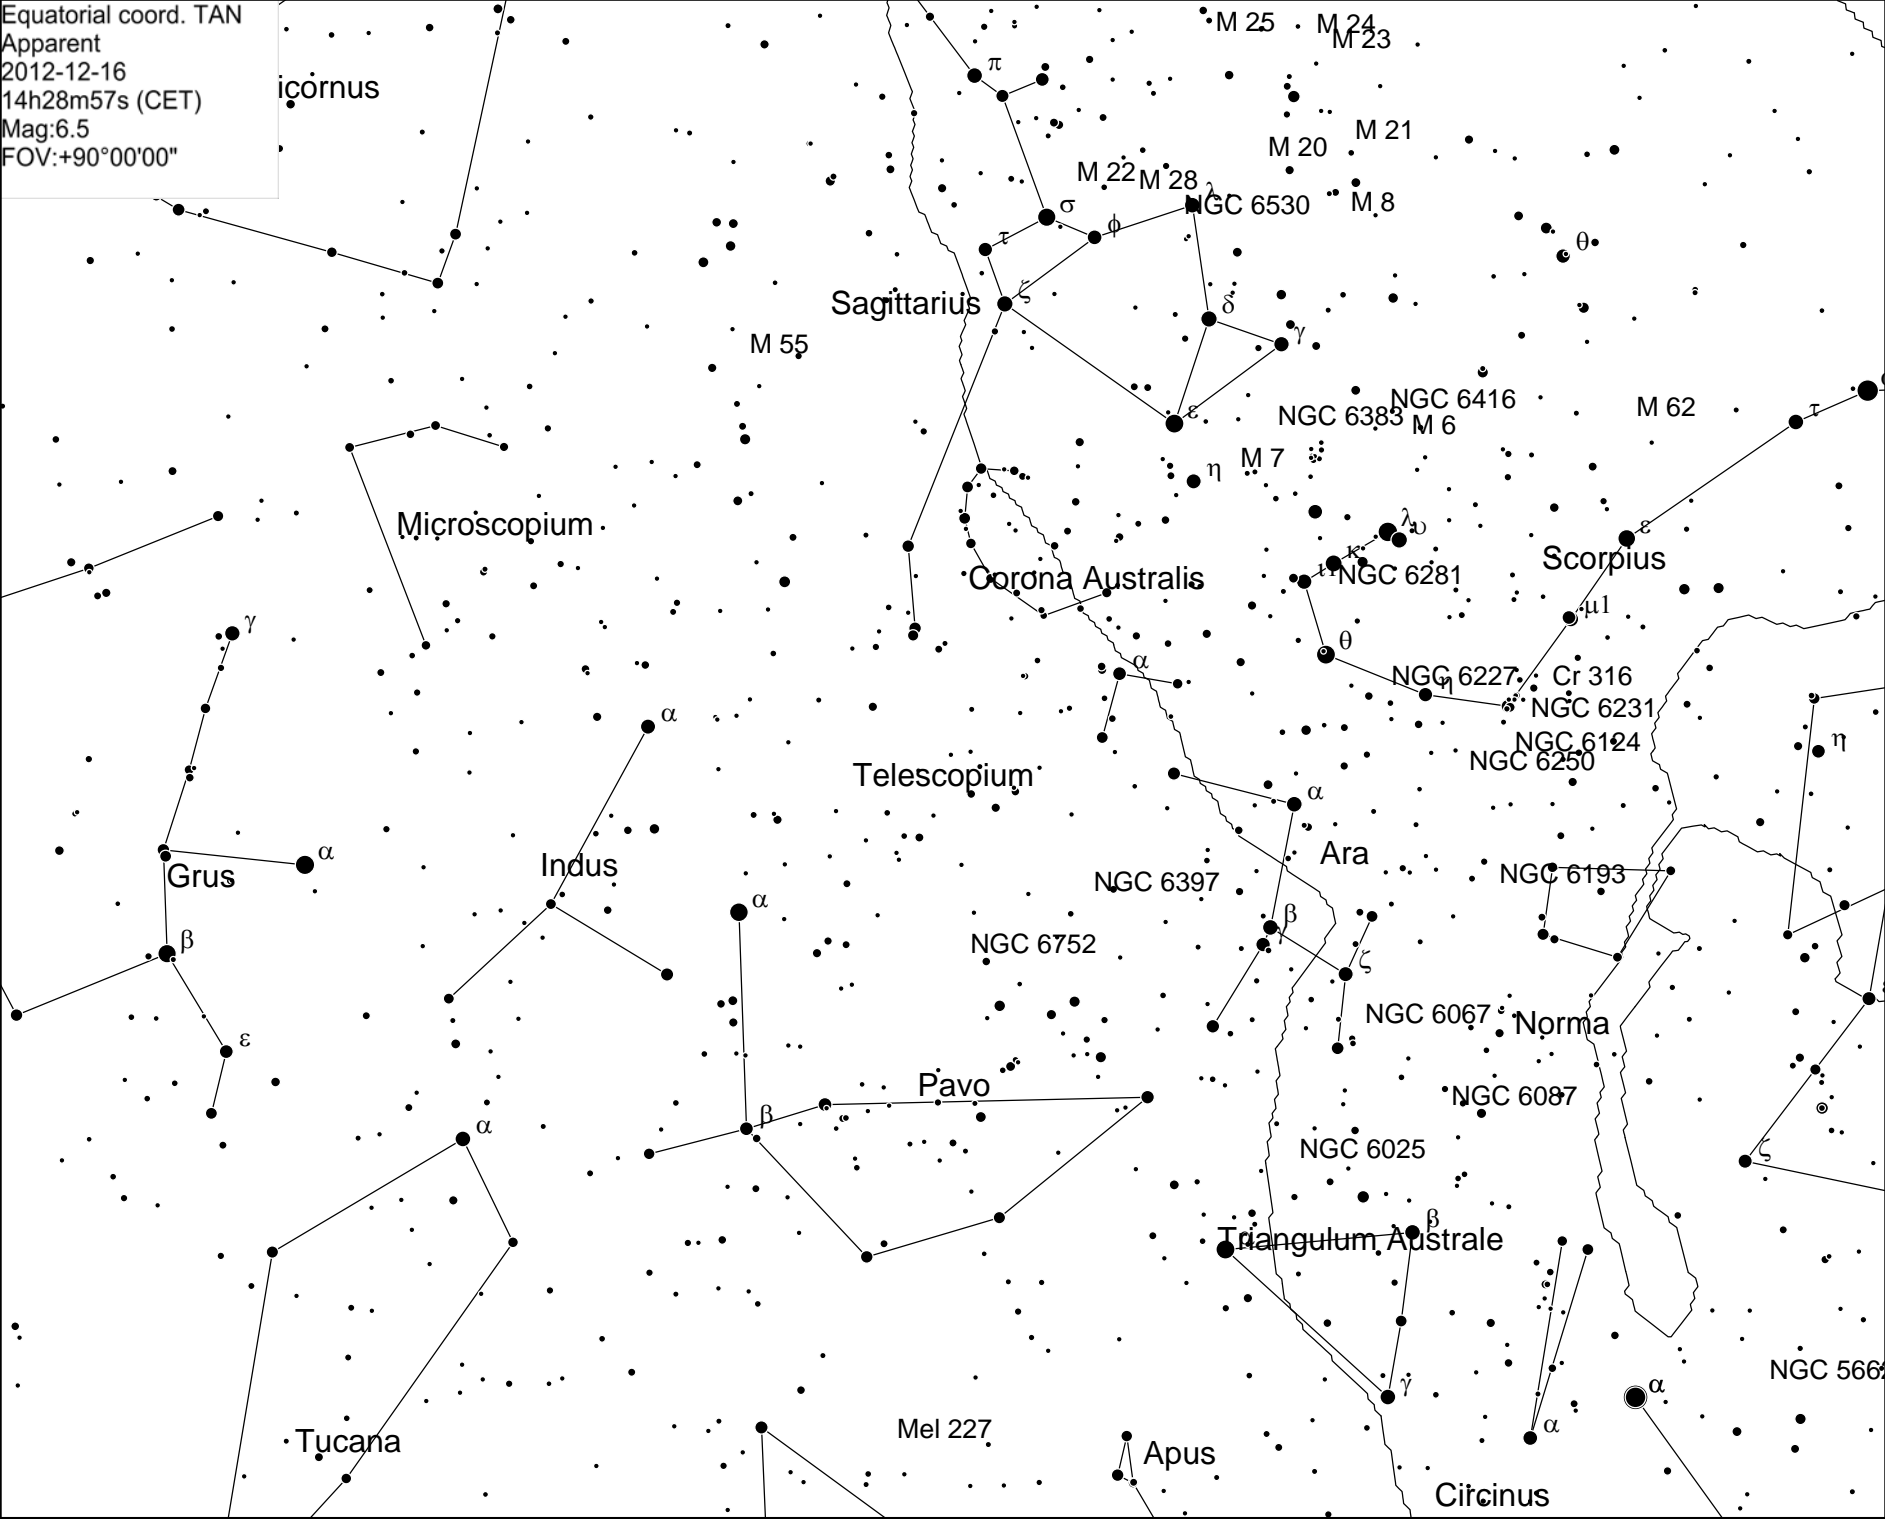 Equatorial coord. TAN
Apparent
2012-12-16
14h28m57s (CET)
Mag:6.5
FOV:+90°00'00"
icornus
π
M 25
M 24
M 23
M 21
M 20
M 22
M 28
λ
NGC 6530
M 8
σ
φ
τ
θ
Sagittarius
ζ
δ
γ
M 55
ε
NGC 6383
NGC 6416
M 6
M 62
τ
η
M 7
Microscopium
λ
υ
ε
Scorpius
κ
ι1
NGC 6281
Corona Australis
μ1
γ
θ
α
NGC 6227
η
Cr 316
NGC 6231
α
NGC 6124
NGC 6250
η
Telescopium
α
Ara
α
Grus
Indus
NGC 6397
NGC 6193
α
β
γ
β
NGC 6752
ζ
NGC 6067
Norma
ε
Pavo
NGC 6087
β
α
NGC 6025
ζ
β
α
Triangulum Australe
NGC 566
γ
α
α
Tucana
Mel 227
Apus
Circinus